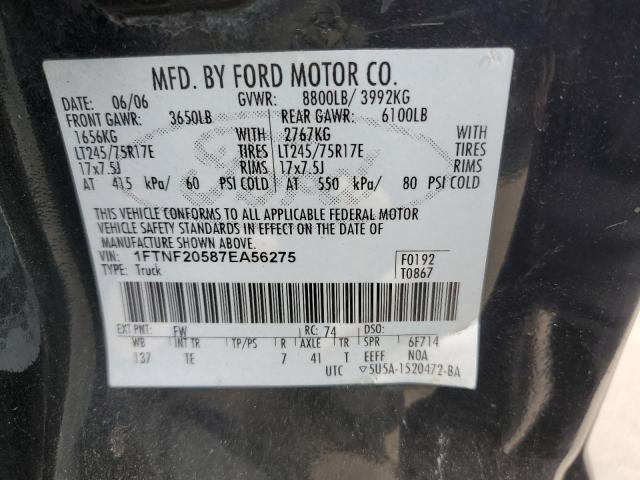 MFD. BY FORD MOTOR CO.
DATE: 06/06 GVWR: 8800LB/ 3992KG
FRONT GAWR: 3650LB REAR GAWR: 6100LB
1656KG WITH 2767KG WITH
LT245/75R17E TIRES LT245/75R17E TIRES
17x7.5J RIMS 17x7.5J RIMS
AT 415 kPa/ 60 PSI COLD AT 550 kPa/ 80 PSI COLD
THIS VEHICLE CONFORMS TO ALL APPLICABLE FEDERAL MOTOR
VEHICLE SAFETY STANDARDS IN EFFECT ON THE DATE OF
MANUFACTURE SHOWN ABOVE.
VIN: 1FTNF20587EA56275 F0192
TYPE: Truck T0867
EXT PNT: FW RC: 74 DSO:
WB INT TR TP/PS R AXLE TR SPR 6F714
137 TE 7 41 T EEFF NOA
UTC 5U5A-1520472-BA